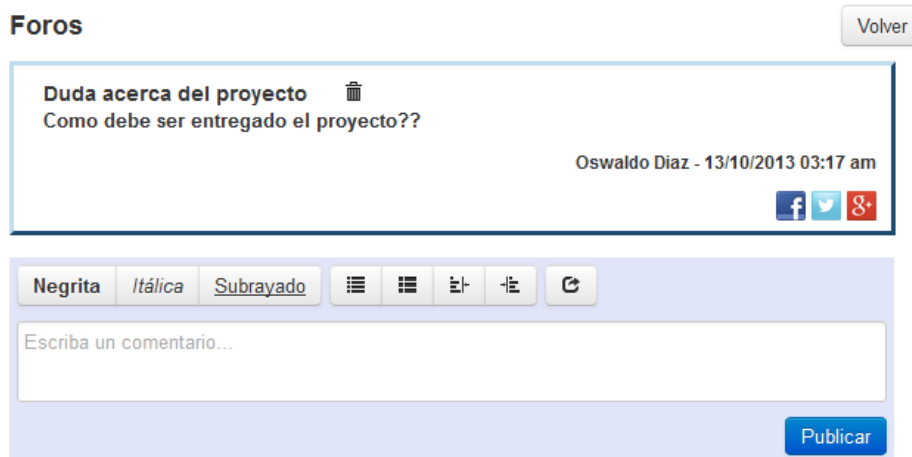 Foros
Volver
Duda acerca del proyecto
Como debe ser entregado el proyecto??
Oswaldo Diaz - 13/10/2013 03:17 am
Negrita Itálica Subrayado
Escriba un comentario...
Publicar